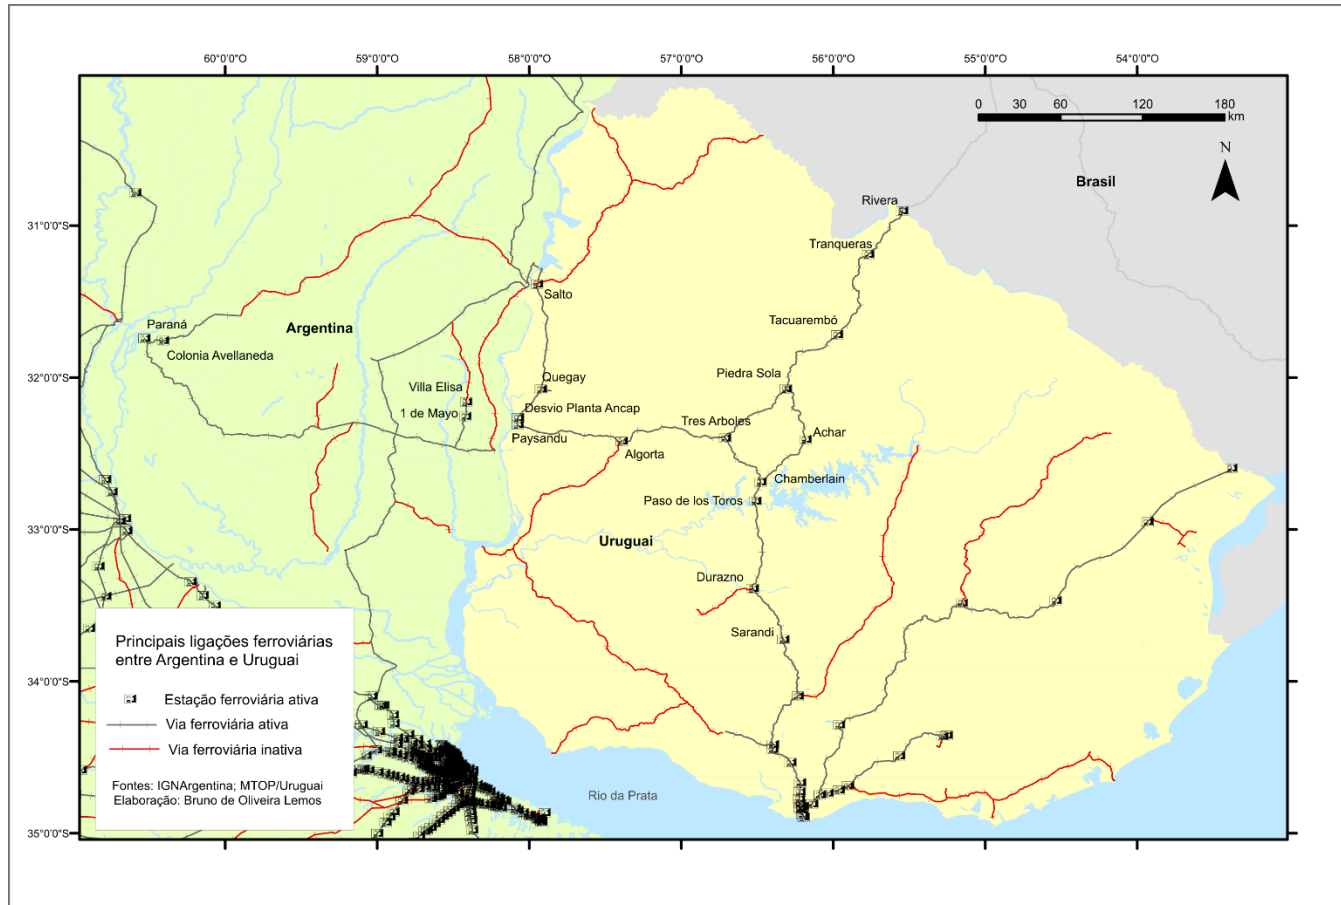 60°0'0"O
59°0'0"O
58°0'0"O
57°0'0"O
56°0'0"O
55°0'0"O
54°0'0"O
0 30 60 120 180
km
N
Brasil
31°0'0"S
32°0'0"S
33°0'0"S
34°0'0"S
35°0'0"S
Rivera
Tranqueras
Salto
Paraná
Argentina
Tacuarembó
Colonia Avellaneda
Quegay
Piedra Sola
Villa Elisa
1 de Mayo
Desvio Planta Ancap
Paysandu
Tres Arboles
Achar
Algorta
Chamberlain
Paso de los Toros
Uruguai
Durazno
Sarandi
Rio da Prata
Principais ligações ferroviárias
entre Argentina e Uruguai
Estação ferroviária ativa
Via ferroviária ativa
Via ferroviária inativa
Fontes: IGNArgentina; MTOP/Uruguai
Elaboração: Bruno de Oliveira Lemos